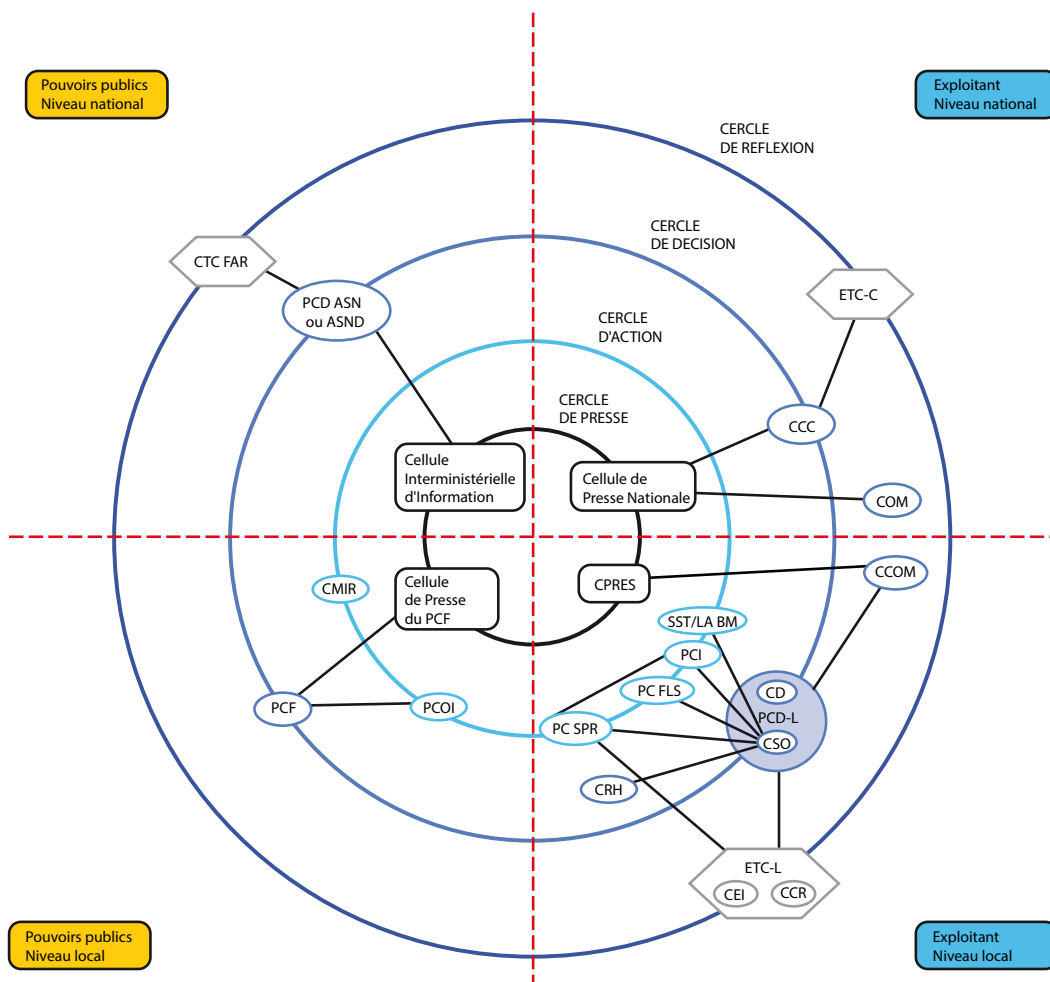 Pouvoirs publics
Niveau national
Exploitant
Niveau national
CERCLE
DE REFLEXION
CERCLE
DE DECISION
CTC FAR
PCD ASN
ou ASND
ETC-C
CERCLE
D'ACTION
CERCLE
DE PRESSE
CCC
Cellule
Interministérielle
d'Information
Cellule de
Presse Nationale
COM
CMIR
Cellule
de Presse
du PCF
CPRES
CCOM
SST/LA BM
PCI
PC FLS
CD
PCD-L
CSO
PCF
PCOI
PC SPR
CRH
ETC-L
CEI
CCR
Pouvoirs publics
Niveau local
Exploitant
Niveau local